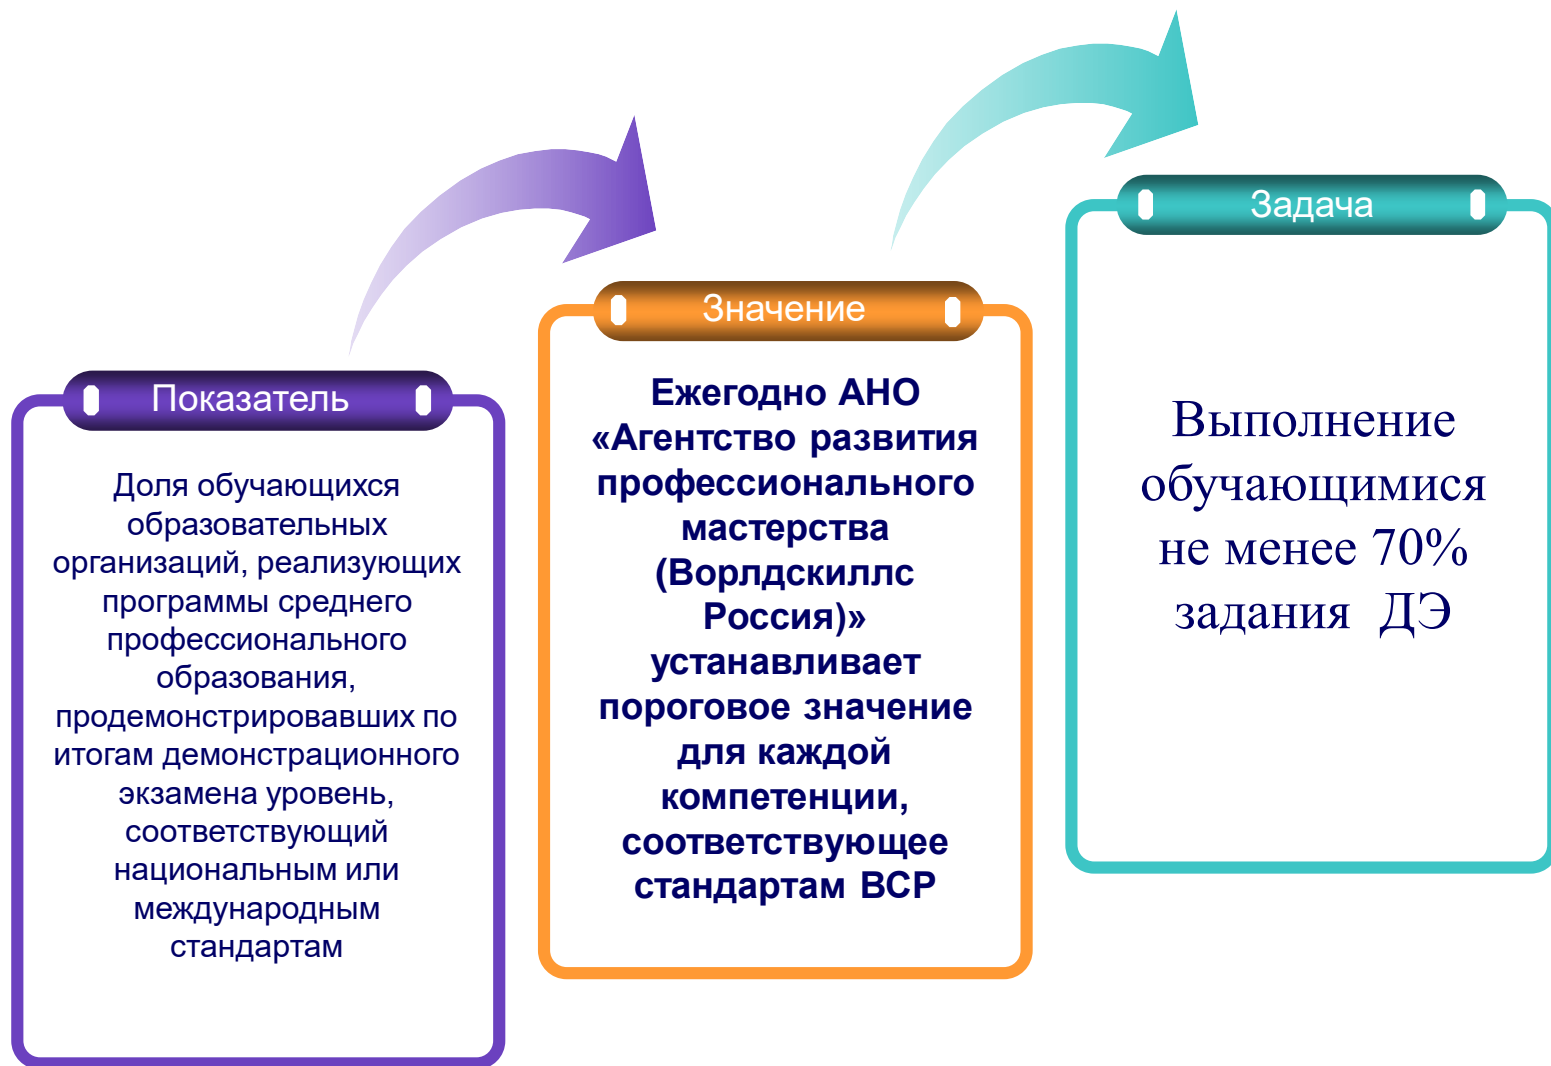 Показатель
Доля обучающихся
образовательных
организаций, реализующих
программы среднего
профессионального
образования,
продемонстрировавших по
итогам демонстрационного
экзамена уровень,
соответствующий
национальным или
международным
стандартам
Значение
Ежегодно АНО
«Агентство развития
профессионального
мастерства
(Ворлдскиллс
Россия)»
устанавливает
пороговое значение
для каждой
компетенции,
соответствующее
стандартам ВСР
Задача
Выполнение
обучающимися
не менее 70%
задания ДЭ